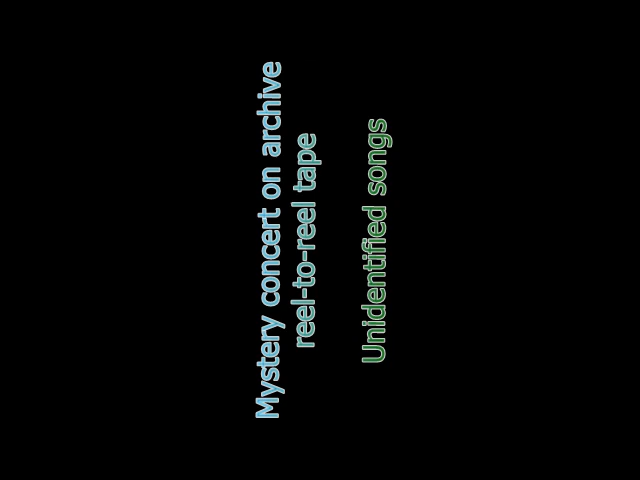 Mystery concert on archive
reel-to-reel tape
Unidentified songs